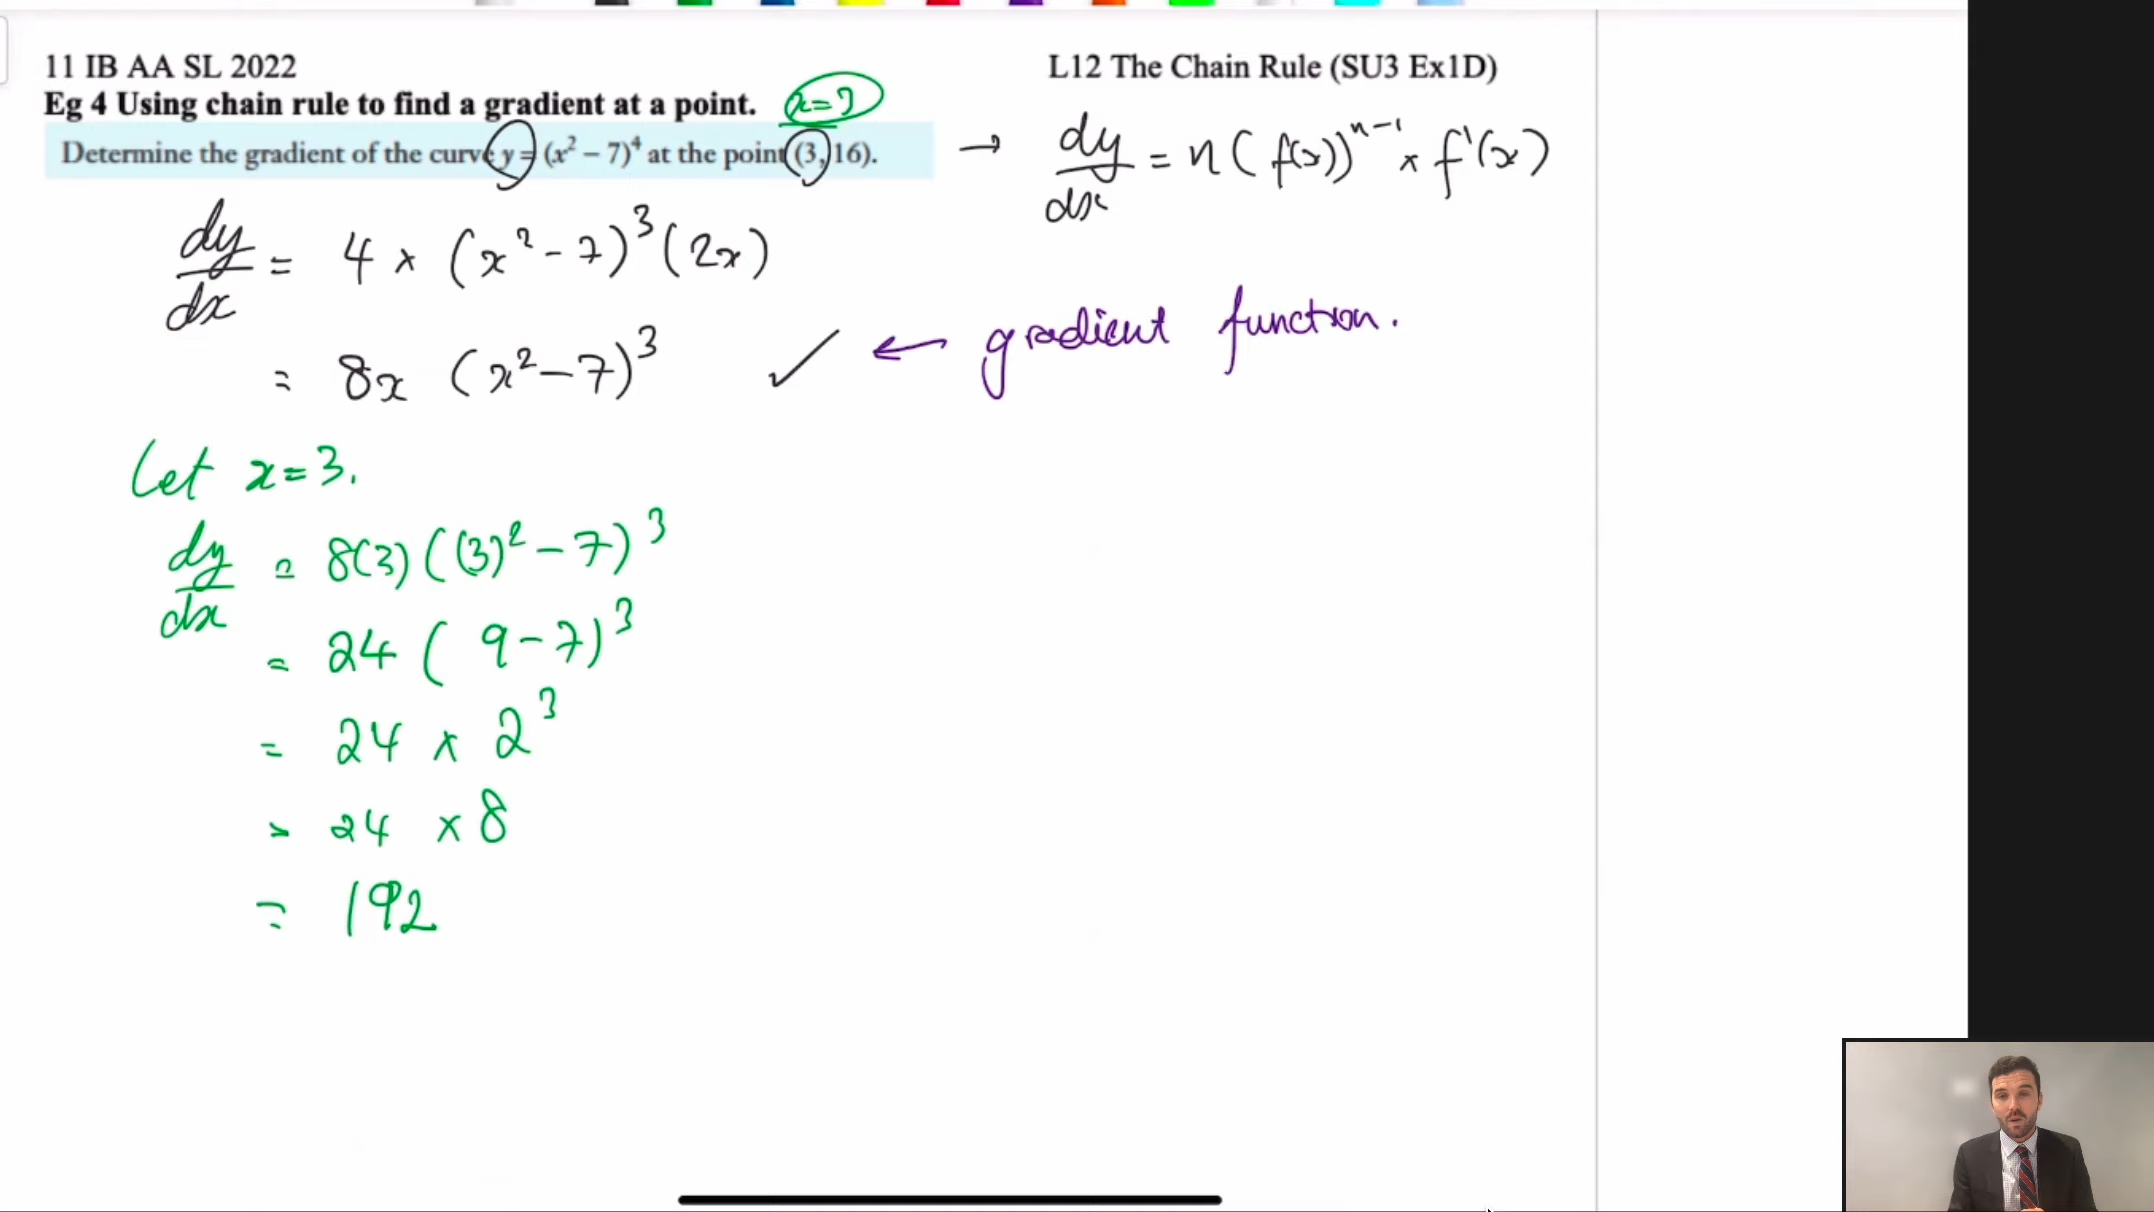 11 IB AA SL 2022
L12 The Chain Rule (SU3 Ex1D)
Eg 4 Using chain rule to find a gradient at a point.
x=3
Determine the gradient of the curve y = (x² – 7)⁴ at the point (3, 16).
→ dy/dx = n(f(x))ⁿ⁻¹ × f'(x)
dy/dx = 4 × (x² - 7)³(2x)
= 8x (x² - 7)³ ✓ ← gradient function.
Let x=3.
dy/dx = 8(3)((3)² - 7)³
= 24 ( 9 - 7)³
= 24 × 2³
= 24 × 8
= 192